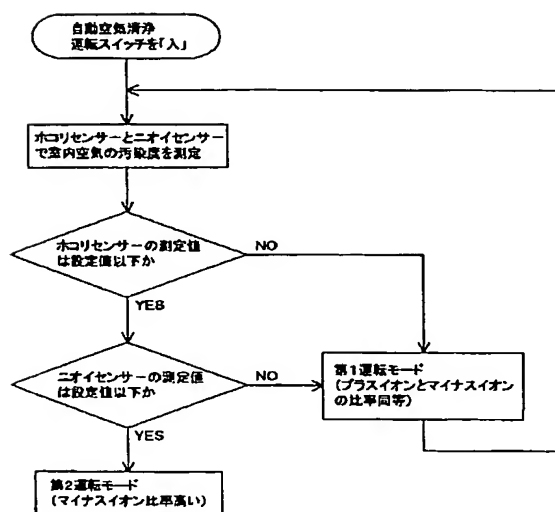 自動空気清浄
運転スイッチを「入」
ホコリセンサーとニオイセンサー
で室内空気の汚染度を測定
ホコリセンサーの測定値
は設定値以下か
NO
YES
ニオイセンサーの測定値
は設定値以下か
NO
YES
第1運転モード
(プラスイオンとマイナスイオン
の比率同等)
第2運転モード
(マイナスイオン比率高い)